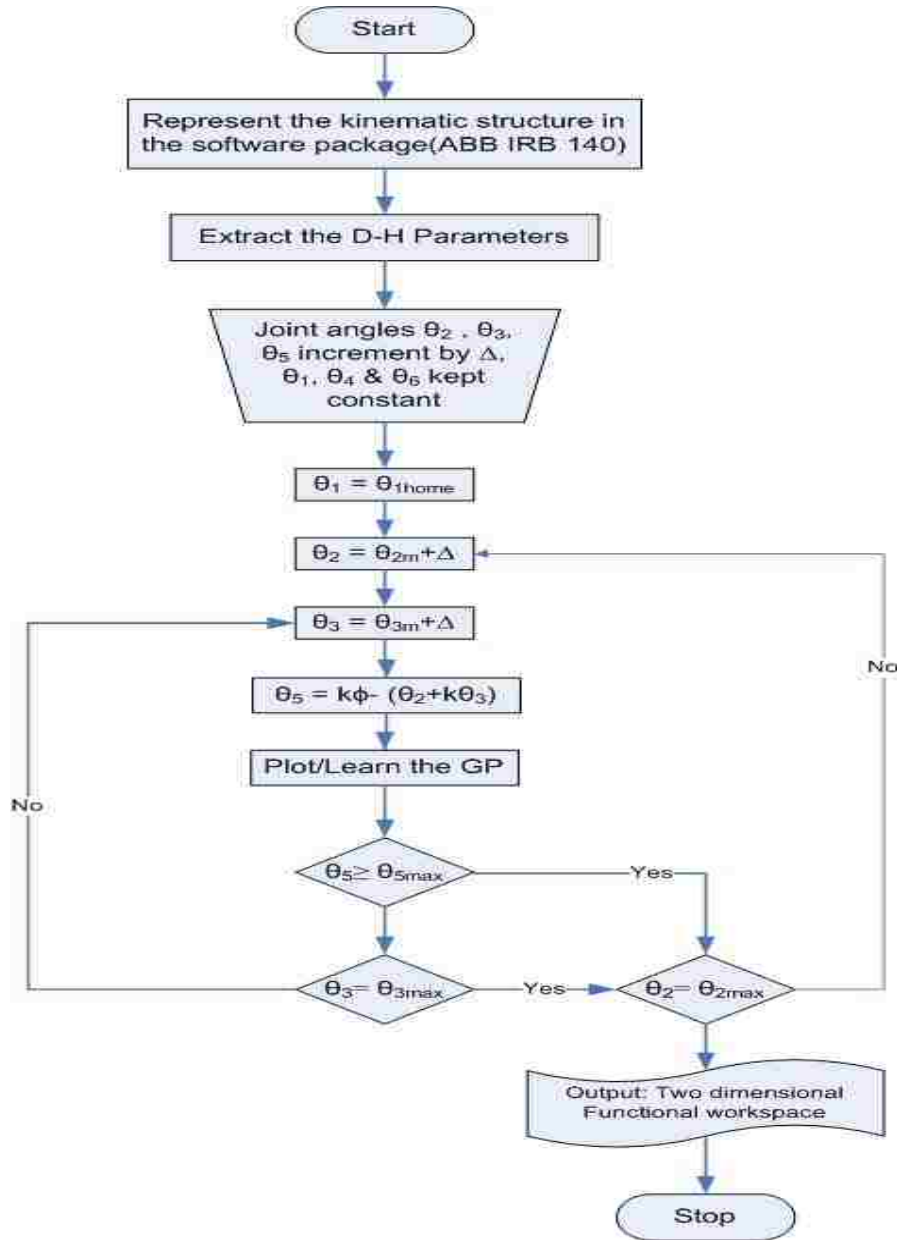 Start
Represent the kinematic structure in
the software package(ABB IRB 140)
Extract the D-H Parameters
Joint angles θ₂ , θ₃,
θ₅ increment by Δ,
θ₁, θ₄ & θ₆ kept
constant
θ₁ = θ₁home
θ₂ = θ₂m+Δ
θ₃ = θ₃m+Δ
θ₅ = kϕ- (θ₂+kθ₃)
Plot/Learn the GP
No
No
θ₅≥ θ₅max
Yes
θ₃= θ₃max
Yes
θ₂= θ₂max
Output: Two dimensional
Functional workspace
Stop